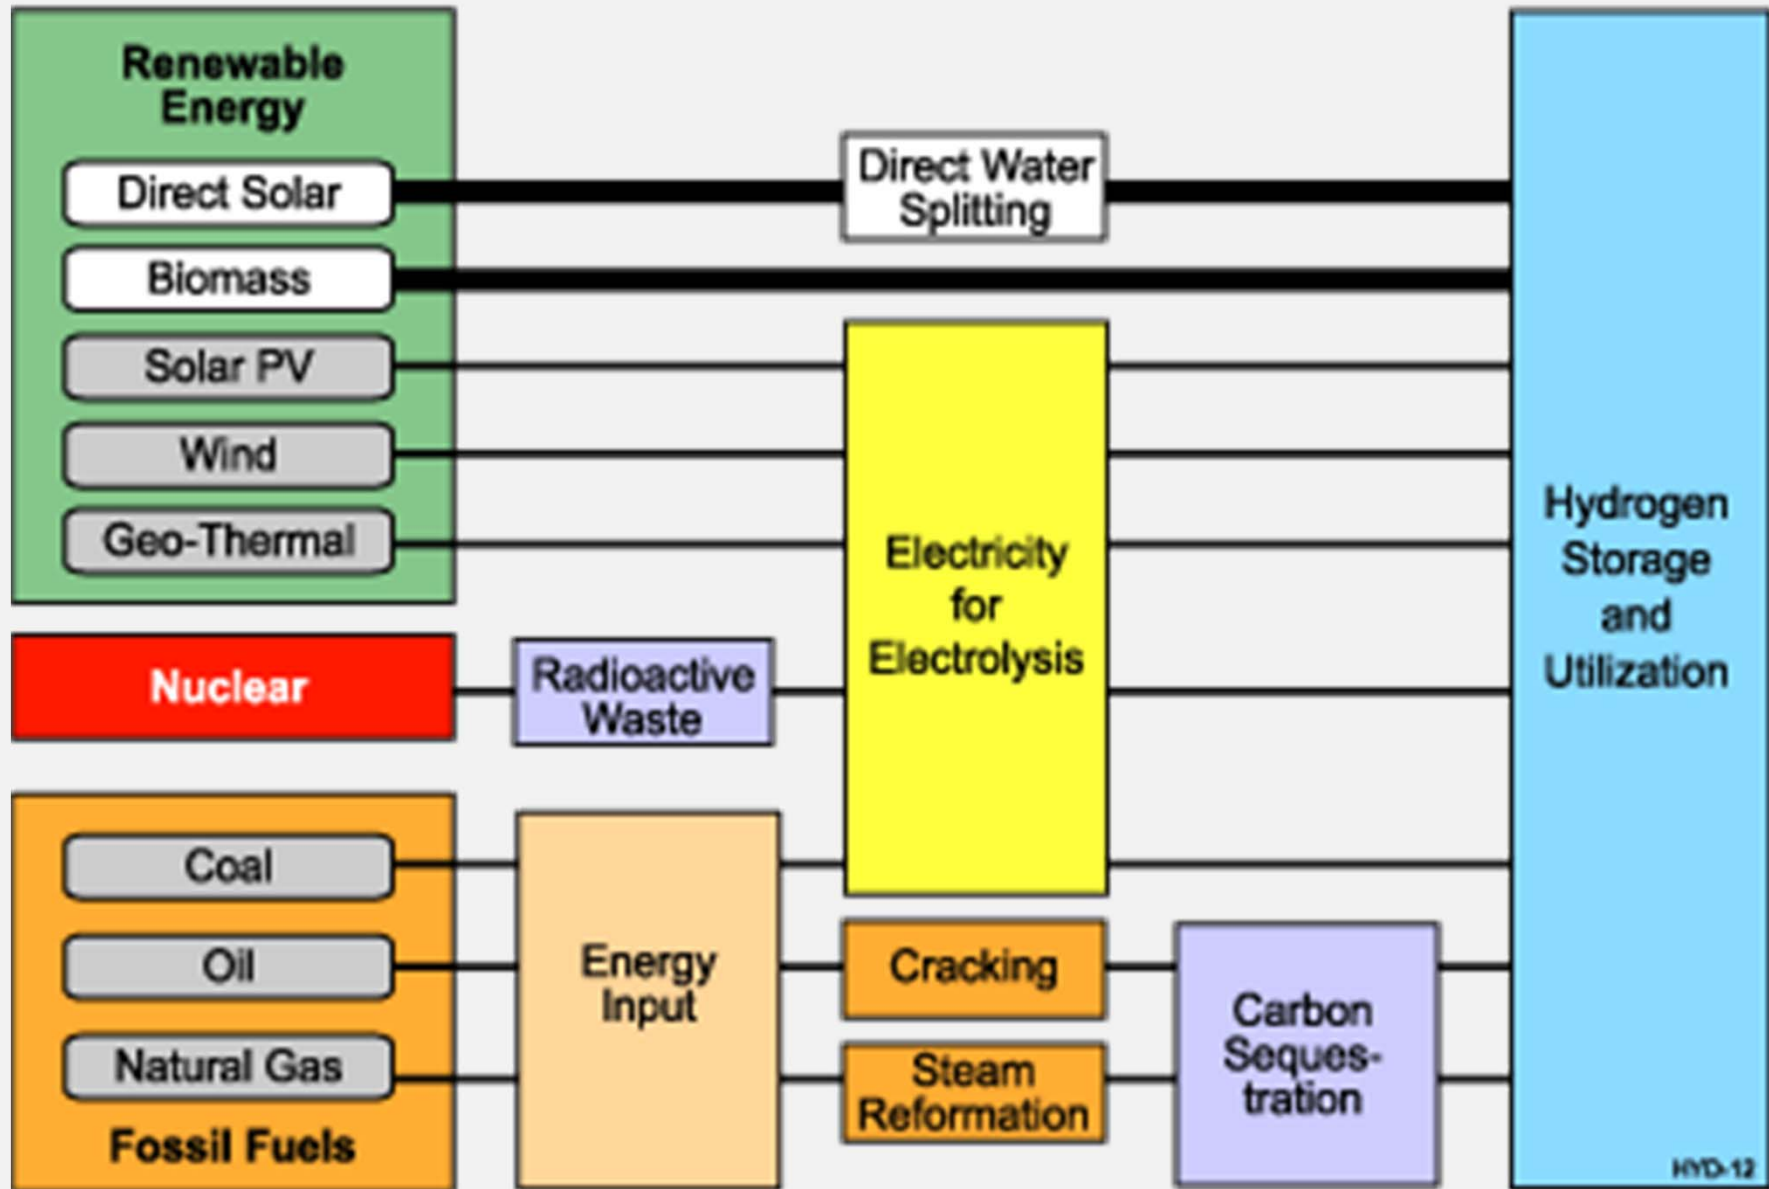 Renewable
Energy
Direct Solar
Biomass
Solar PV
Wind
Geo-Thermal
Nuclear
Coal
Oil
Natural Gas
Fossil Fuels
Radioactive
Waste
Energy
Input
Direct Water
Splitting
Electricity
for
Electrolysis
Cracking
Steam
Reformation
Carbon
Seques-
tration
Hydrogen
Storage
and
Utilization
HYD-12